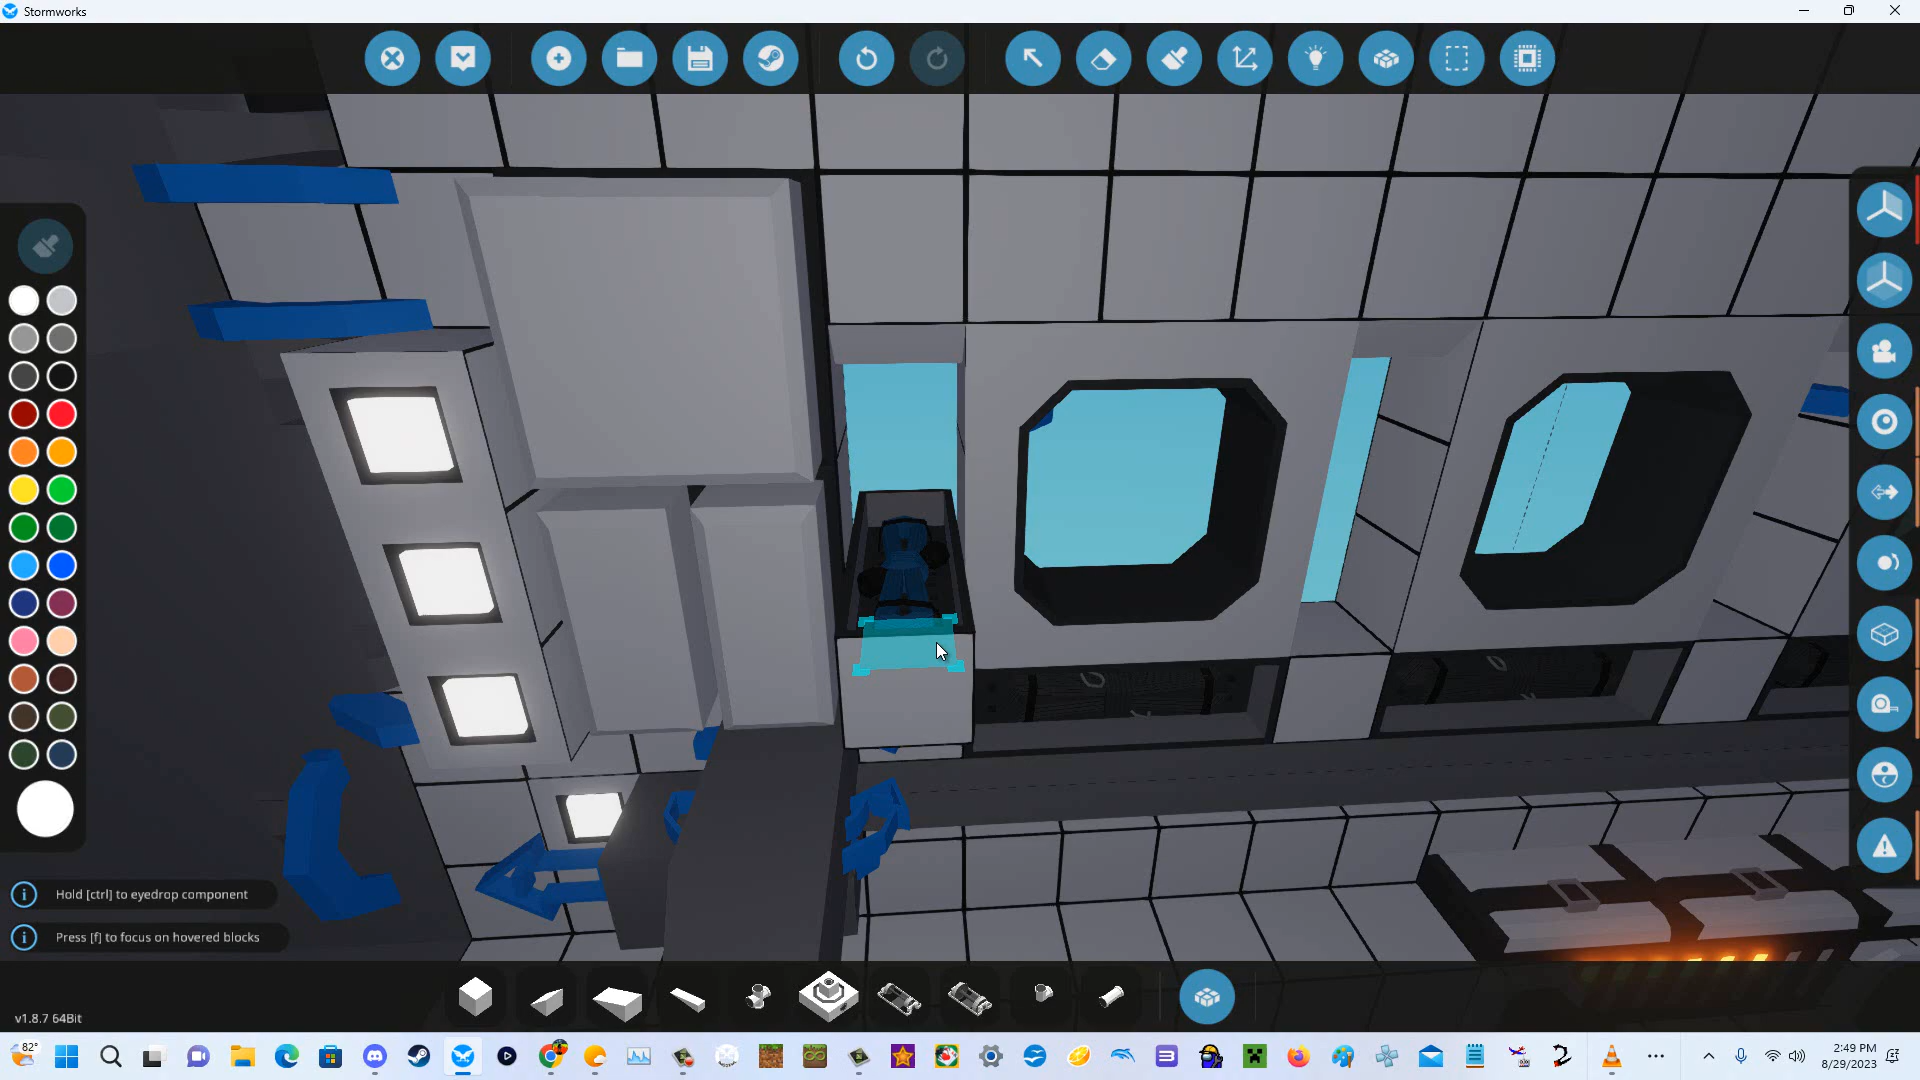 Stormworks
Hold [ctrl] to eyedrop component
Press [f] to focus on hovered blocks
v1.8.7 64Bit
82°
2:49 PM
8/29/2023